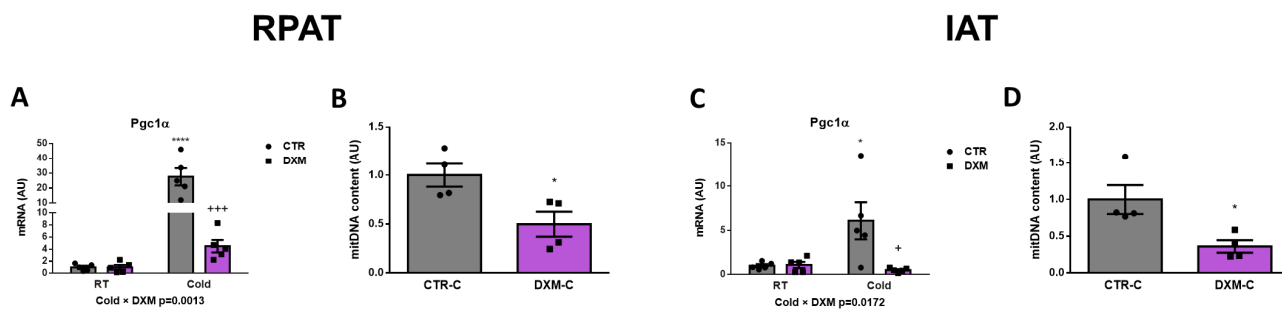 RPAT
IAT
A
Pgc1α
mRNA (AU)
50
40
30
20
10
10
8
6
4
2
0
****
+++
RT
Cold
Cold × DXM p=0.0013
CTR
DXM
B
mitDNA content (AU)
1.5
1.0
0.5
0.0
*
CTR-C
DXM-C
C
Pgc1α
mRNA (AU)
15
10
5
0
*
+
RT
Cold
Cold × DXM p=0.0172
CTR
DXM
D
mitDNA content (AU)
2.0
1.5
1.0
0.5
0.0
*
CTR-C
DXM-C